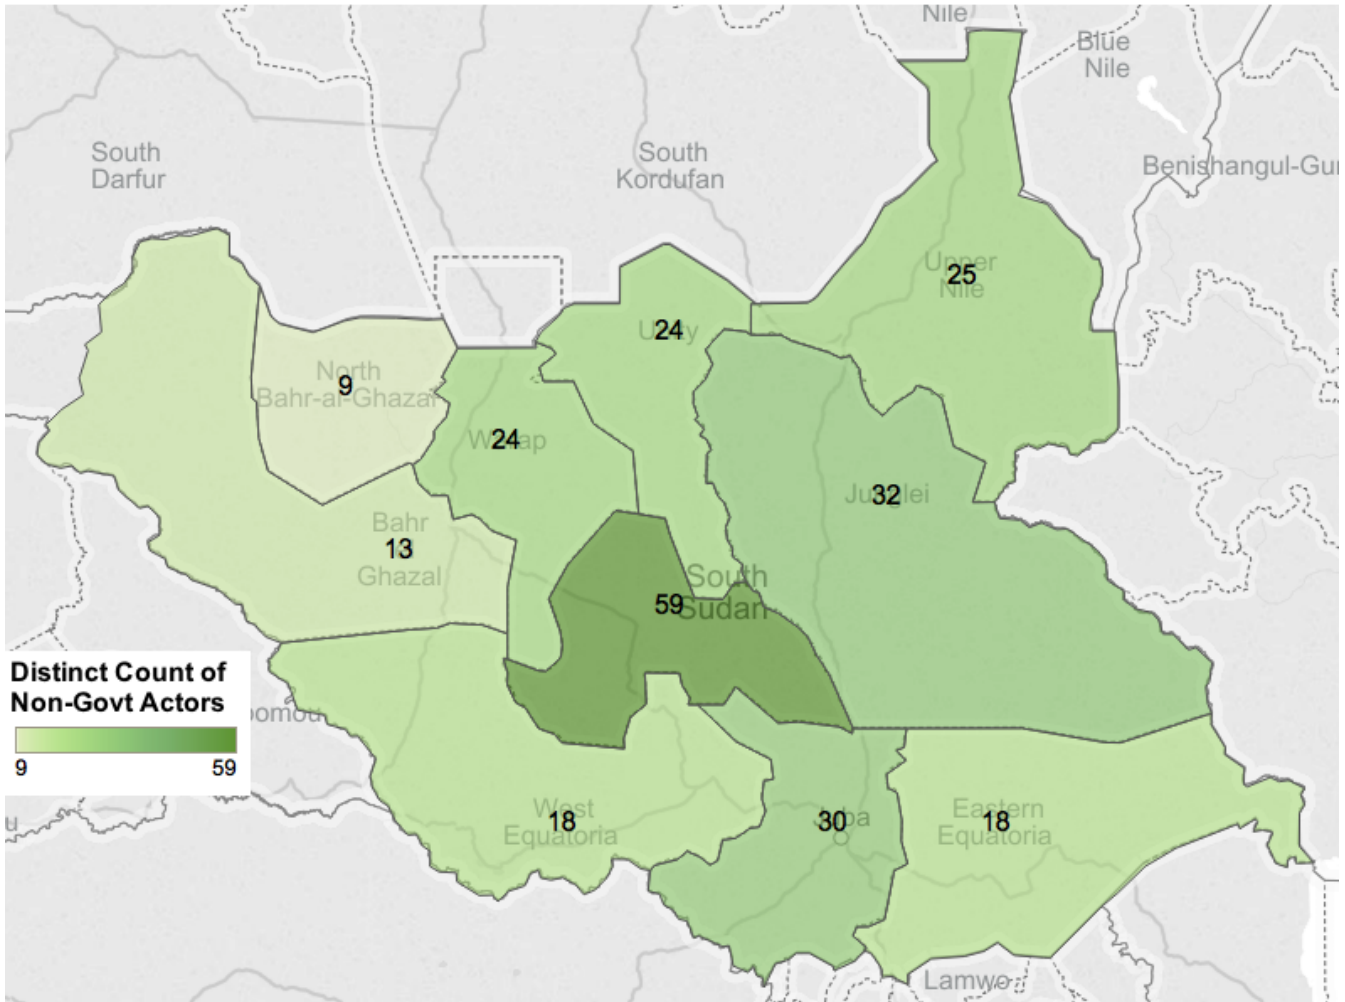 Nile
Blue
Nile
South
Darfur
South
Kordufan
Benishangul-Gu
Upper
25
Nile
24
North
9
Bahr-al-Ghazal
24
32
Bahr
13
Ghazal
South
59
Sudan
Distinct Count of
Non-Govt Actors
9
59
West
18
Equatoria
30
Eastern
18
Equatoria
Lamwo